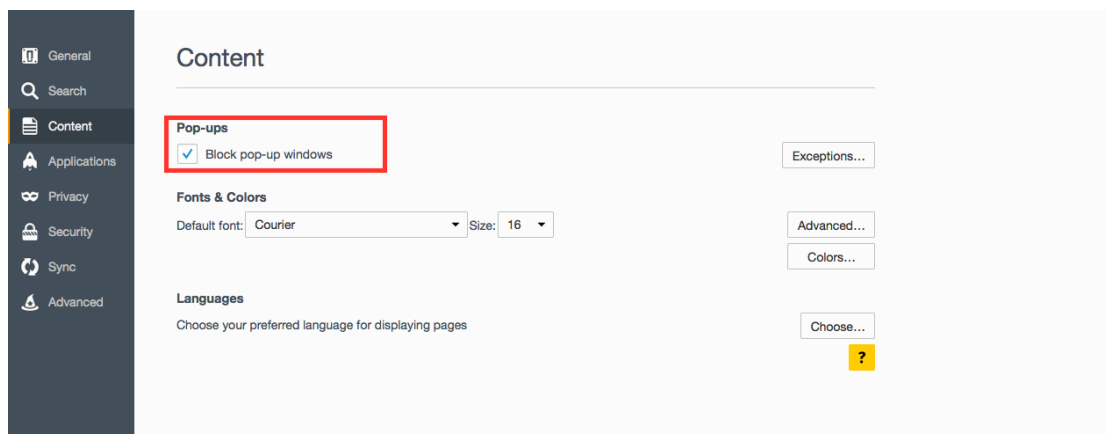 General
Search
Content
Applications
Privacy
Security
Sync
Advanced
Content
Pop-ups
Block pop-up windows
Exceptions...
Fonts & Colors
Default font: Courier Size: 16
Advanced...
Colors...
Languages
Choose your preferred language for displaying pages
Choose...
?